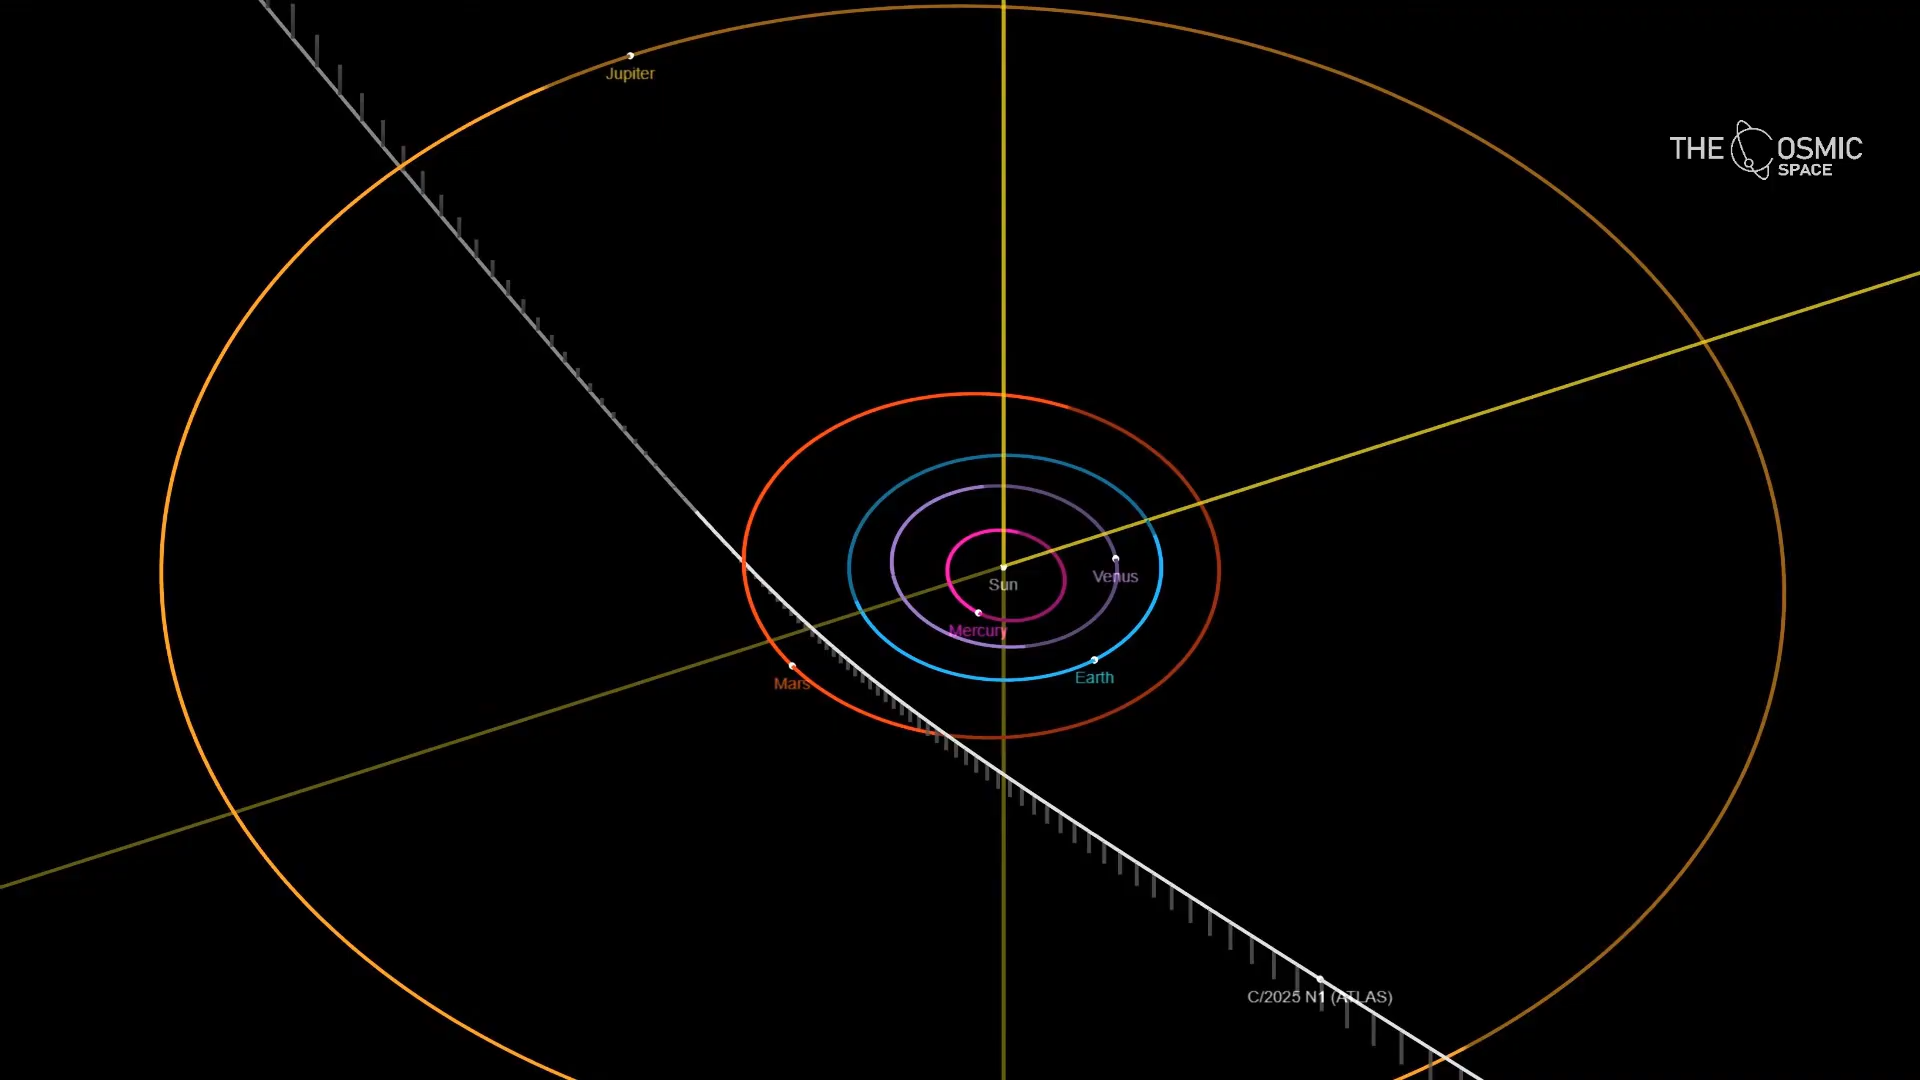 Jupiter
THE COSMIC
SPACE
Venus
Sun
Mercury
Earth
Mars
C/2025 N1 (ATLAS)